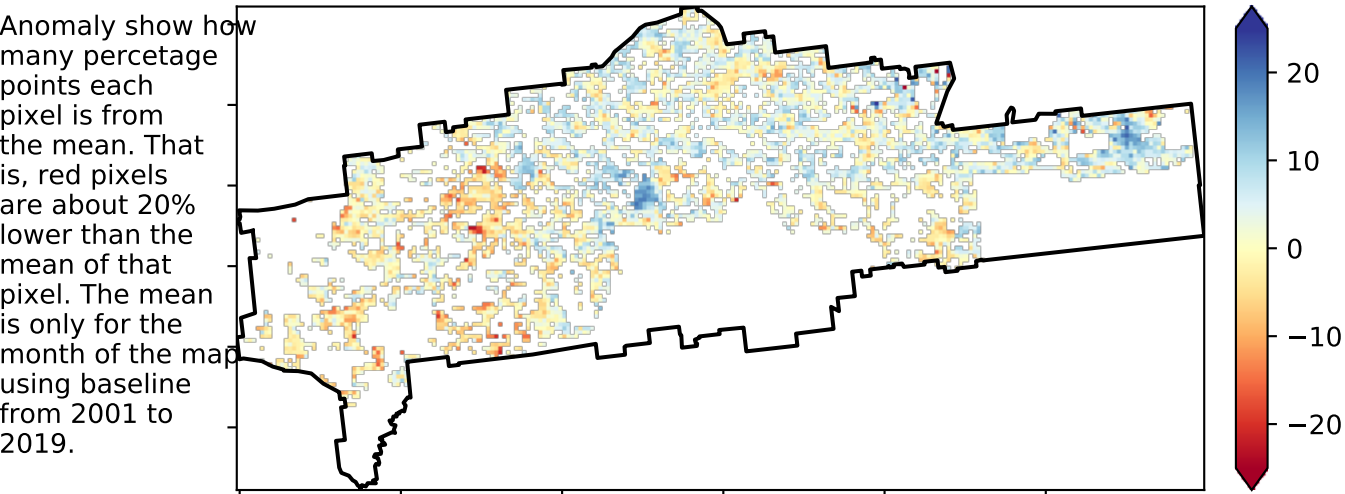 Anomaly show how
many percetage
points each
pixel is from
the mean. That
is, red pixels
are about 20%
lower than the
mean of that
pixel. The mean
is only for the
month of the map
using baseline
from 2001 to
2019.
20
10
0
−10
−20